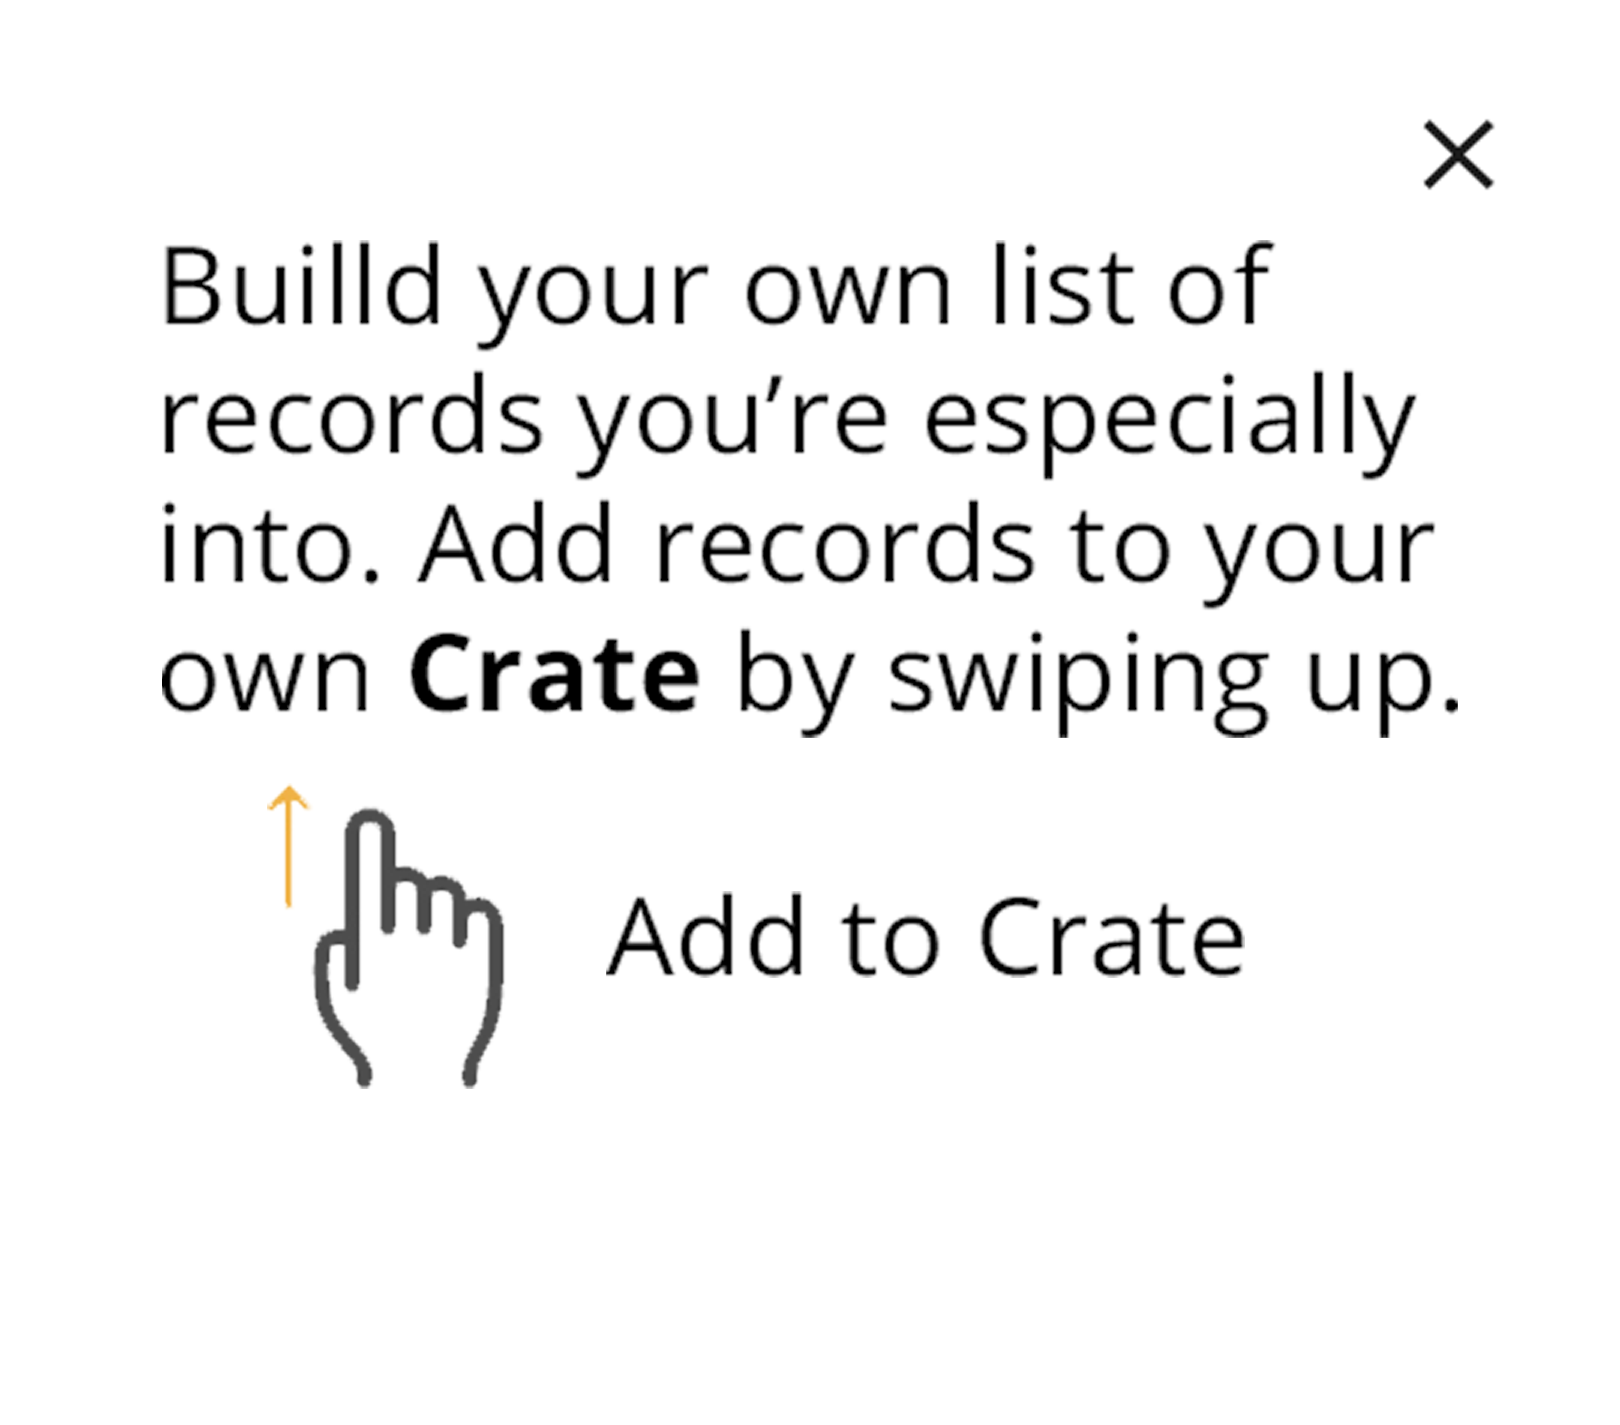 Builld your own list of
records you’re especially
into. Add records to your
own Crate by swiping up.
Add to Crate